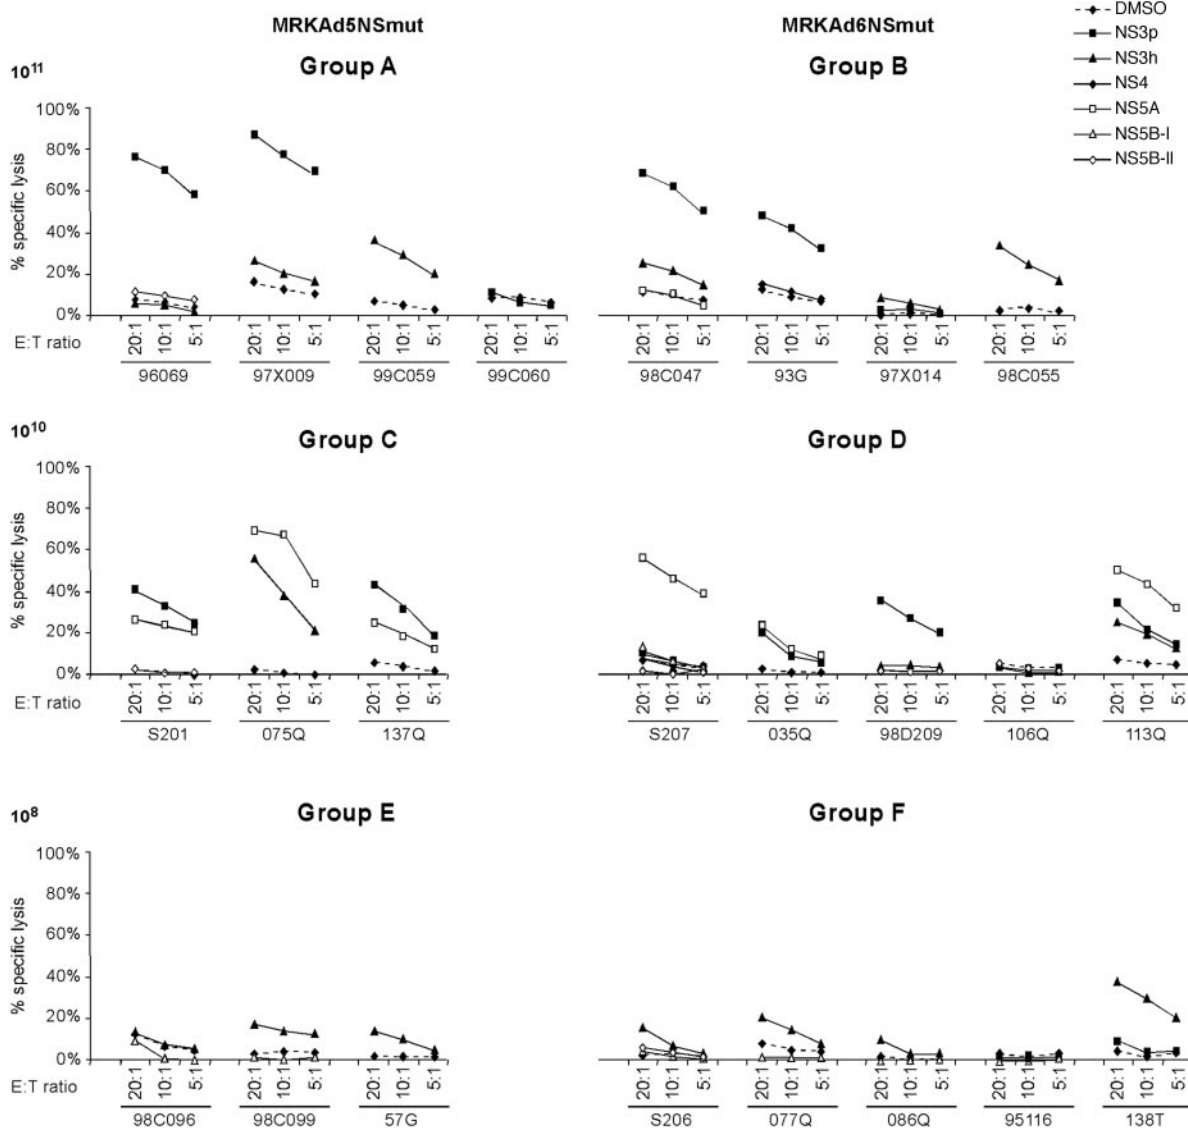 MRKAd5NSmut MRKAd6NSmut
DMSO
NS3p
NS3h
NS4
NS5A
NS5B-I
NS5B-II
10¹¹ Group A Group B
% specific lysis
100%
80%
60%
40%
20%
0%
E:T ratio 20:1 10:1 5:1 20:1 10:1 5:1 20:1 10:1 5:1 20:1 10:1 5:1 20:1 10:1 5:1 20:1 10:1 5:1 20:1 10:1 5:1 20:1 10:1 5:1
96069 97X009 99C059 99C060 98C047 93G 97X014 98C055
10¹⁰ Group C Group D
% specific lysis
100%
80%
60%
40%
20%
0%
E:T ratio 20:1 10:1 5:1 20:1 10:1 5:1 20:1 10:1 5:1 20:1 10:1 5:1 20:1 10:1 5:1 20:1 10:1 5:1 20:1 10:1 5:1 20:1 10:1 5:1
S201 075Q 137Q S207 035Q 98D209 106Q 113Q
10⁸ Group E Group F
% specific lysis
100%
80%
60%
40%
20%
0%
E:T ratio 20:1 10:1 5:1 20:1 10:1 5:1 20:1 10:1 5:1 20:1 10:1 5:1 20:1 10:1 5:1 20:1 10:1 5:1 20:1 10:1 5:1 20:1 10:1 5:1
98C096 98C099 57G S206 077Q 086Q 95116 138T